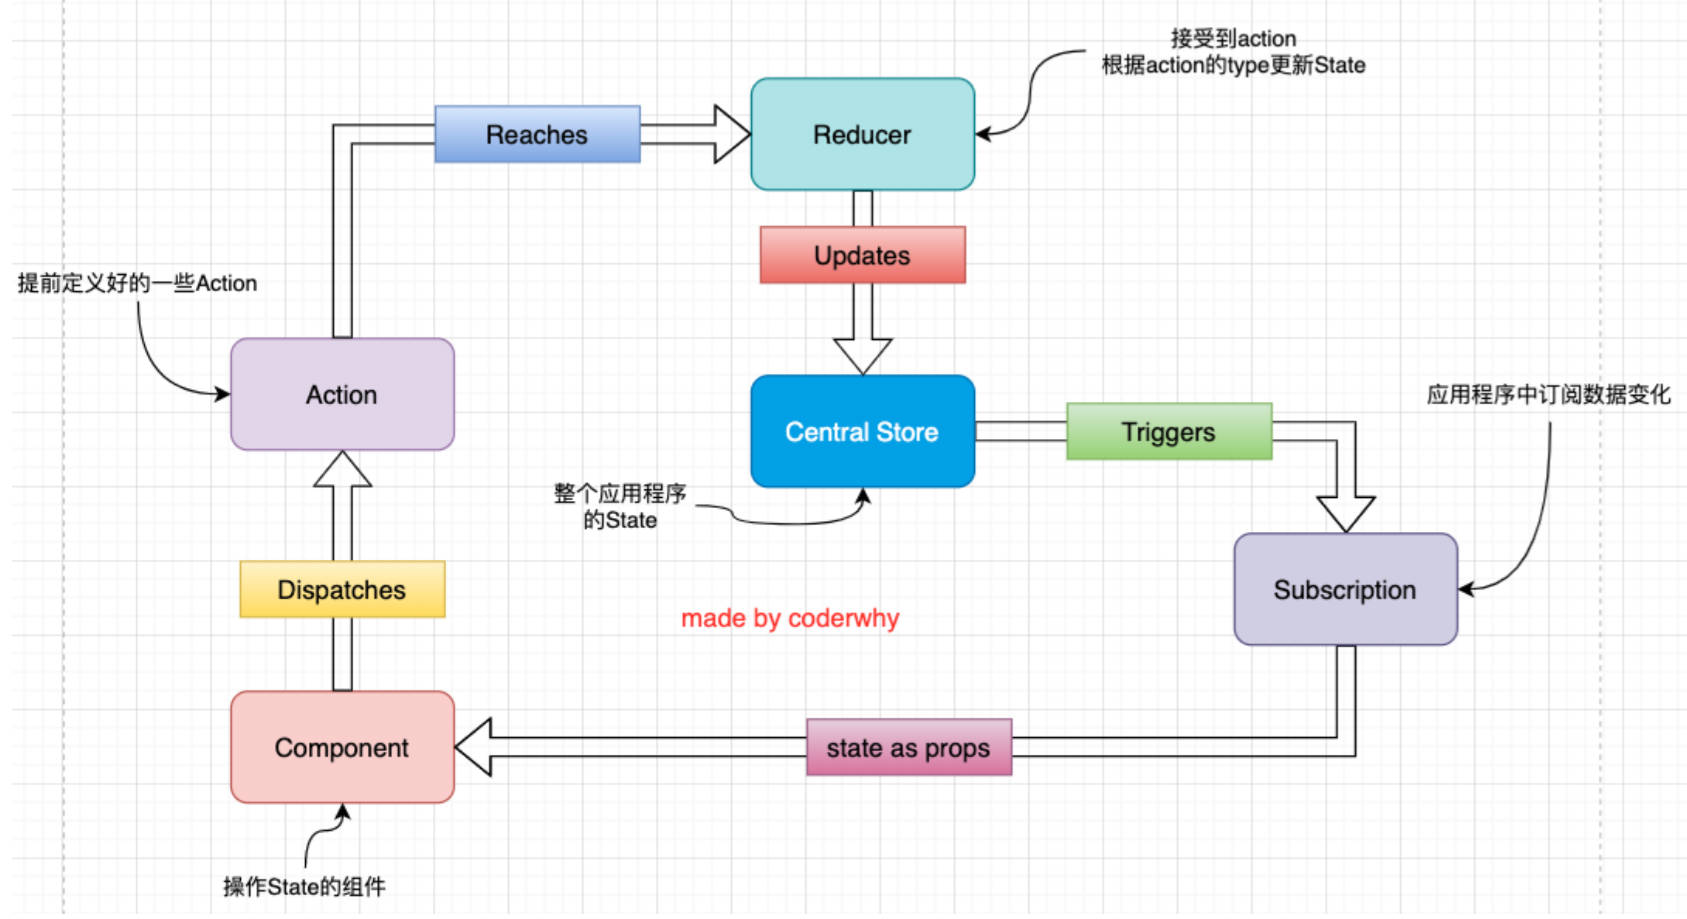 接受到action
根据action的type更新State
Reaches
Reducer
Updates
提前定义好的一些Action
Action
Central Store
Triggers
应用程序中订阅数据变化
整个应用程序
的State
Dispatches
made by coderwhy
Subscription
Component
state as props
操作State的组件